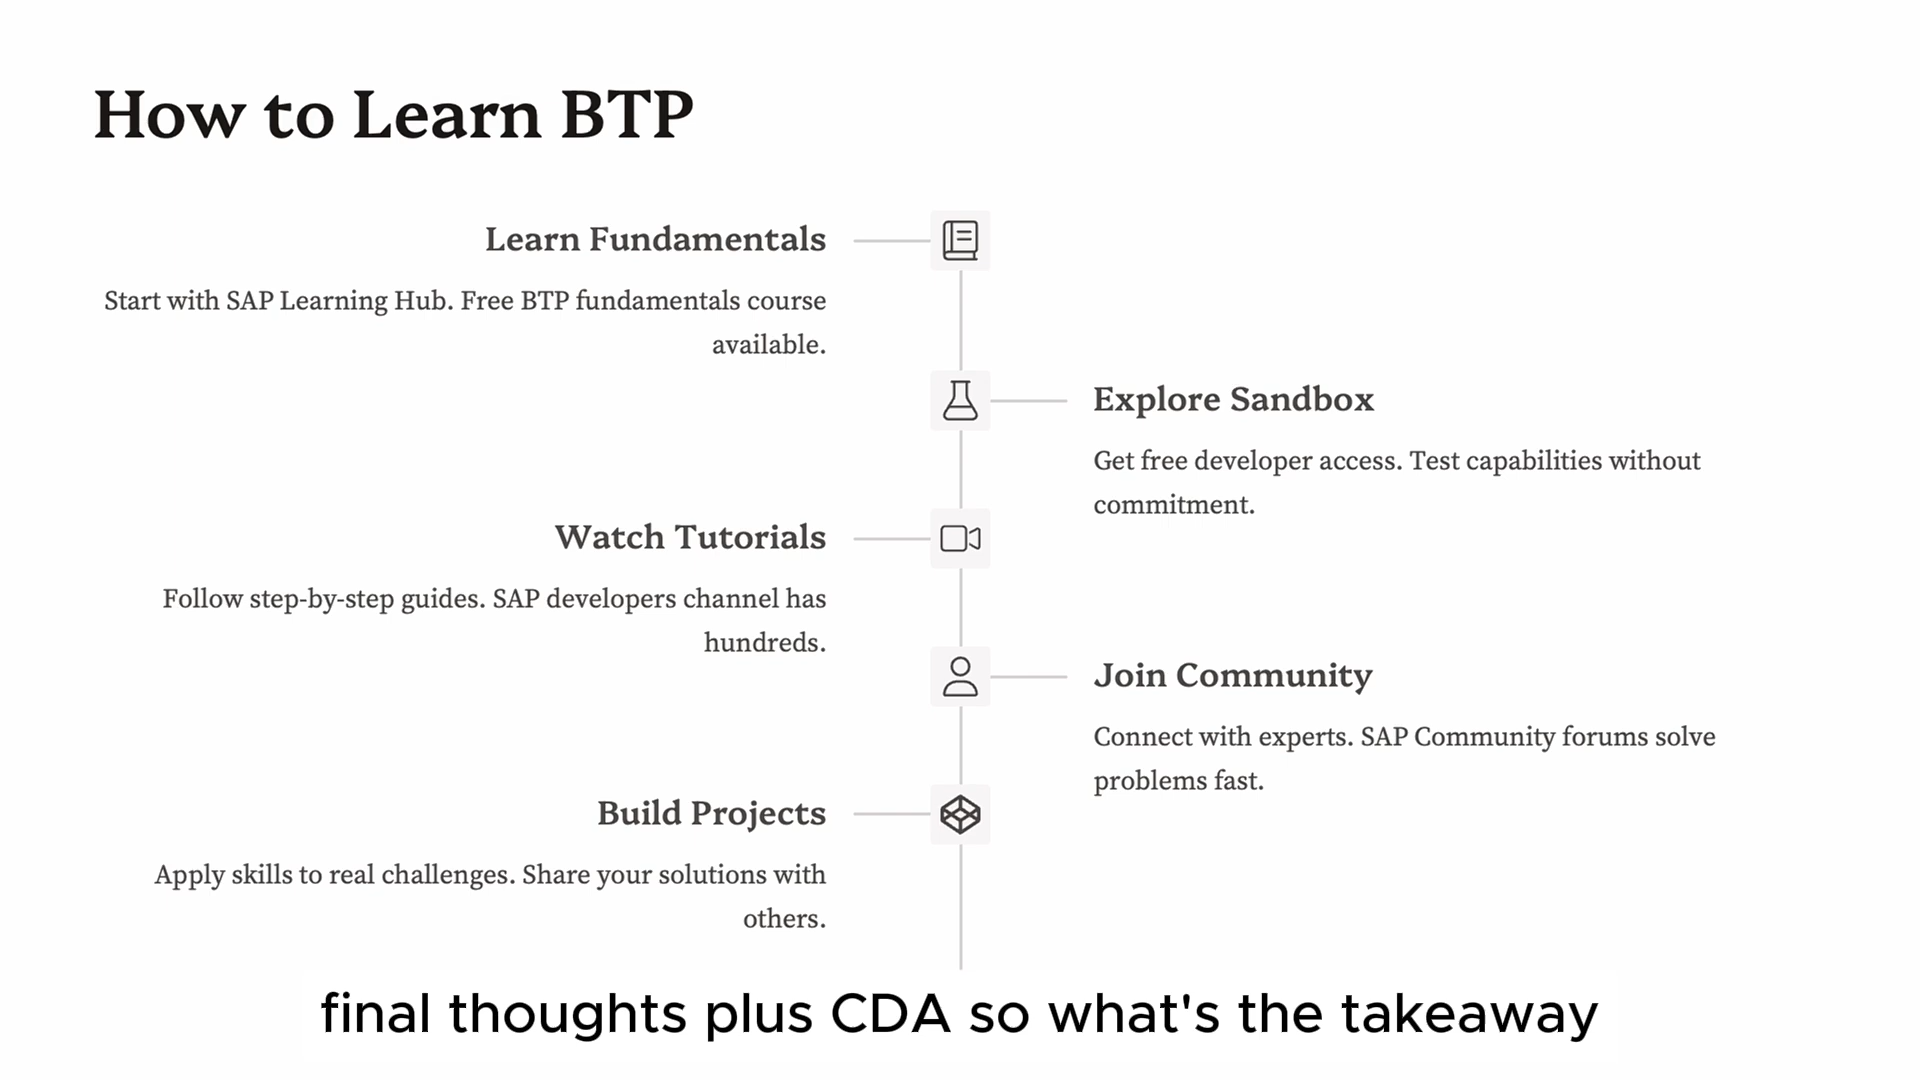 How to Learn BTP
Learn Fundamentals
Start with SAP Learning Hub. Free BTP fundamentals course
available.
Explore Sandbox
Get free developer access. Test capabilities without
commitment.
Watch Tutorials
Follow step-by-step guides. SAP developers channel has
hundreds.
Join Community
Connect with experts. SAP Community forums solve
problems fast.
Build Projects
Apply skills to real challenges. Share your solutions with
others.
final thoughts plus CDA so what's the takeaway